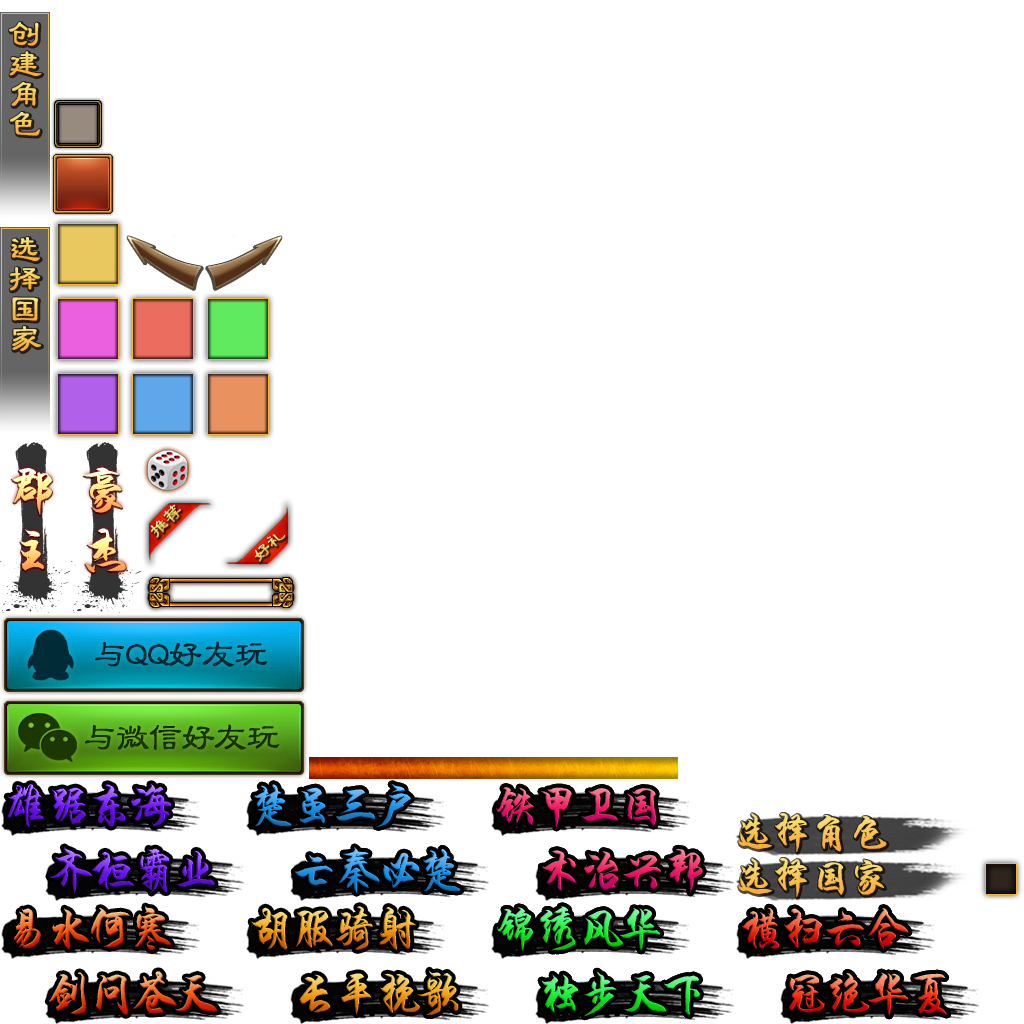 创建角色
选择国家
郡主
豪杰
推荐
好礼
与QQ好友玩
与微信好友玩
雄踞东海
齐桓霸业
楚虽三户
亡秦必楚
铁甲卫国
术治兴邦
选择角色
选择国家
易水何寒
剑问苍天
胡服骑射
长平挽歌
锦绣风华
独步天下
横扫六合
冠绝华夏